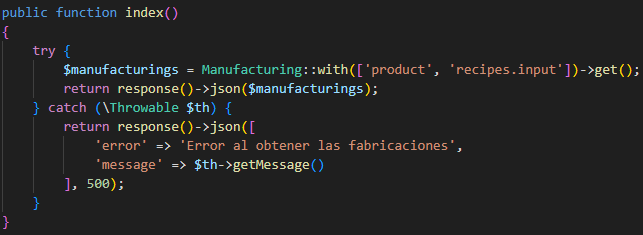 public function index()
{
    try {
        $manufacturings = Manufacturing::with(['product', 'recipes.input'])->get();
        return response()->json($manufacturings);
    } catch (\Throwable $th) {
        return response()->json([
            'error' => 'Error al obtener las fabricaciones',
            'message' => $th->getMessage()
        ], 500);
    }
}